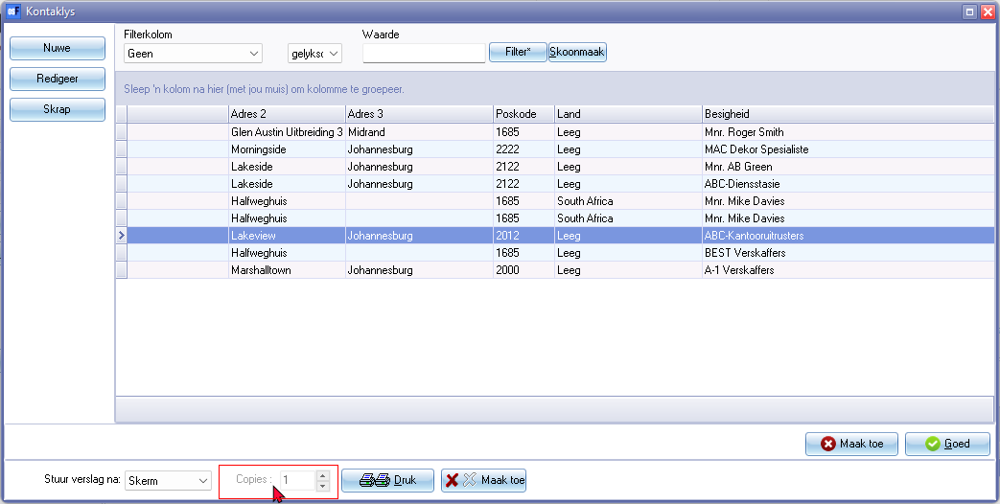 Kontaklys
Nuwe
Redigeer
Skrap
Filterkolom
Waarde
Geen
gelyks
Filter*
Skoonmaak
Sleep 'n kolom na hier (met jou muis) om kolomme te groepeer.
Adres 2 Adres 3 Poskode Land Besigheid
Glen Austin Uitbreiding 3 Midrand 1685 Leeg Mnr. Roger Smith
Morningside Johannesburg 2222 Leeg MAC Dekor Spesialiste
Lakeside Johannesburg 2122 Leeg Mnr. AB Green
Lakeside Johannesburg 2122 Leeg ABC-Diensstasie
Halfweghuis 1685 South Africa Mnr. Mike Davies
Halfweghuis 1685 South Africa Mnr. Mike Davies
Lakeview Johannesburg 2012 Leeg ABC-Kantooruitrusters
Halfweghuis 1685 Leeg BEST Verskaffers
Marshalltown Johannesburg 2000 Leeg A-1 Verskaffers
Maak toe
Goed
Stuur verslag na: Skerm
Copies : 1
Druk
Maak toe